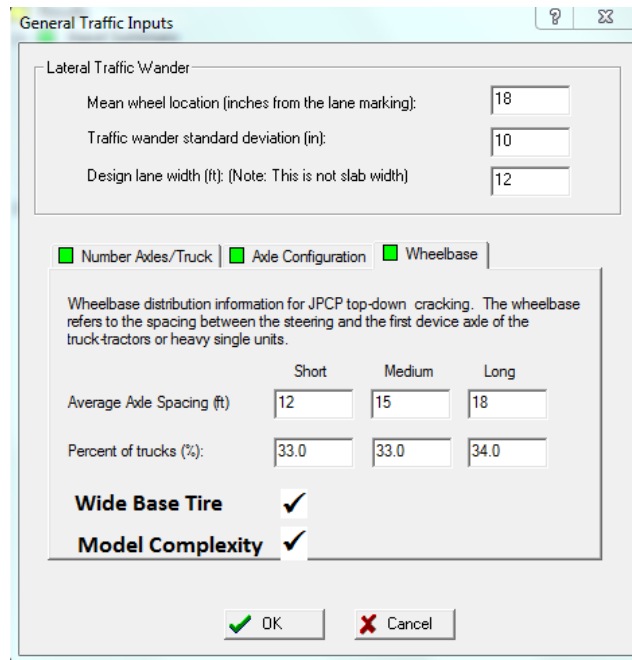 General Traffic Inputs
Lateral Traffic Wander
Mean wheel location (inches from the lane marking): 18
Traffic wander standard deviation (in): 10
Design lane width (ft): (Note: This is not slab width) 12
Number Axles/Truck Axle Configuration Wheelbase
Wheelbase distribution information for JPCP top-down cracking. The wheelbase
refers to the spacing between the steering and the first device axle of the
truck-tractors or heavy single units.
Short Medium Long
Average Axle Spacing (ft) 12 15 18
Percent of trucks (%): 33.0 33.0 34.0
Wide Base Tire ✓
Model Complexity ✓
OK Cancel